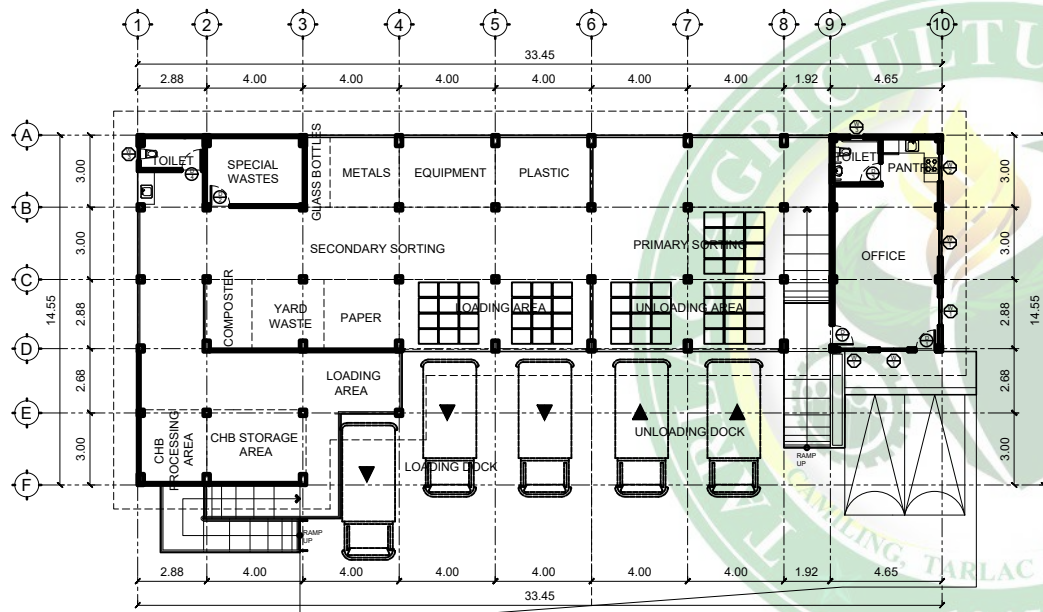 1 2 3 4 5 6 7 8 9 10
33.45
2.88 4.00 4.00 4.00 4.00 4.00 4.00 1.92 4.65
A
B
C
D
E
F
3.00
3.00
2.88
2.68
3.00
14.55
TOILET
SPECIAL
WASTES
GLASS BOTTLES
METALS
EQUIPMENT
PLASTIC
TOILET
PANTRY
SECONDARY SORTING
PRIMARY SORTING
OFFICE
COMPOSTER
YARD
WASTE
PAPER
LOADING AREA
UNLOADING AREA
LOADING
AREA
CHB
PROCESSING
AREA
CHB STORAGE
AREA
LOADING DOCK
UNLOADING DOCK
RAMP
UP
RAMP
UP
3.00
3.00
2.88
2.68
3.00
14.55
2.88 4.00 4.00 4.00 4.00 4.00 4.00 1.92 4.65
33.45
AGRICULTU
CAMILING, TARLAC